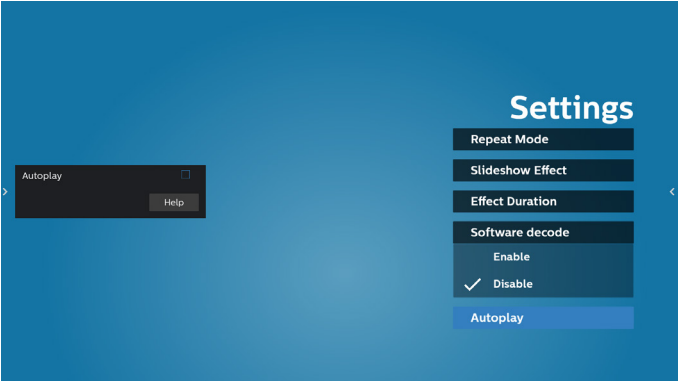 Settings
Repeat Mode
Slideshow Effect
Effect Duration
Software decode
Enable
Disable
Autoplay
Autoplay
Help